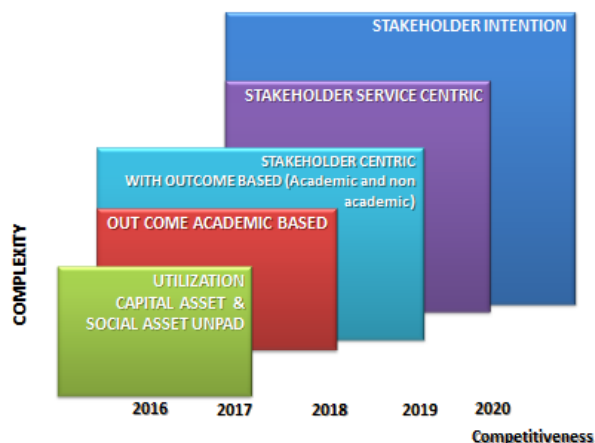 STAKEHOLDER INTENTION
STAKEHOLDER SERVICE CENTRIC
STAKEHOLDER CENTRIC
WITH OUTCOME BASED (Academic and non
academic)
OUT COME ACADEMIC BASED
UTILIZATION
CAPITAL ASSET &
SOCIAL ASSET UNPAD
COMPLEXITY
2016 2017 2018 2019 2020
Competitiveness